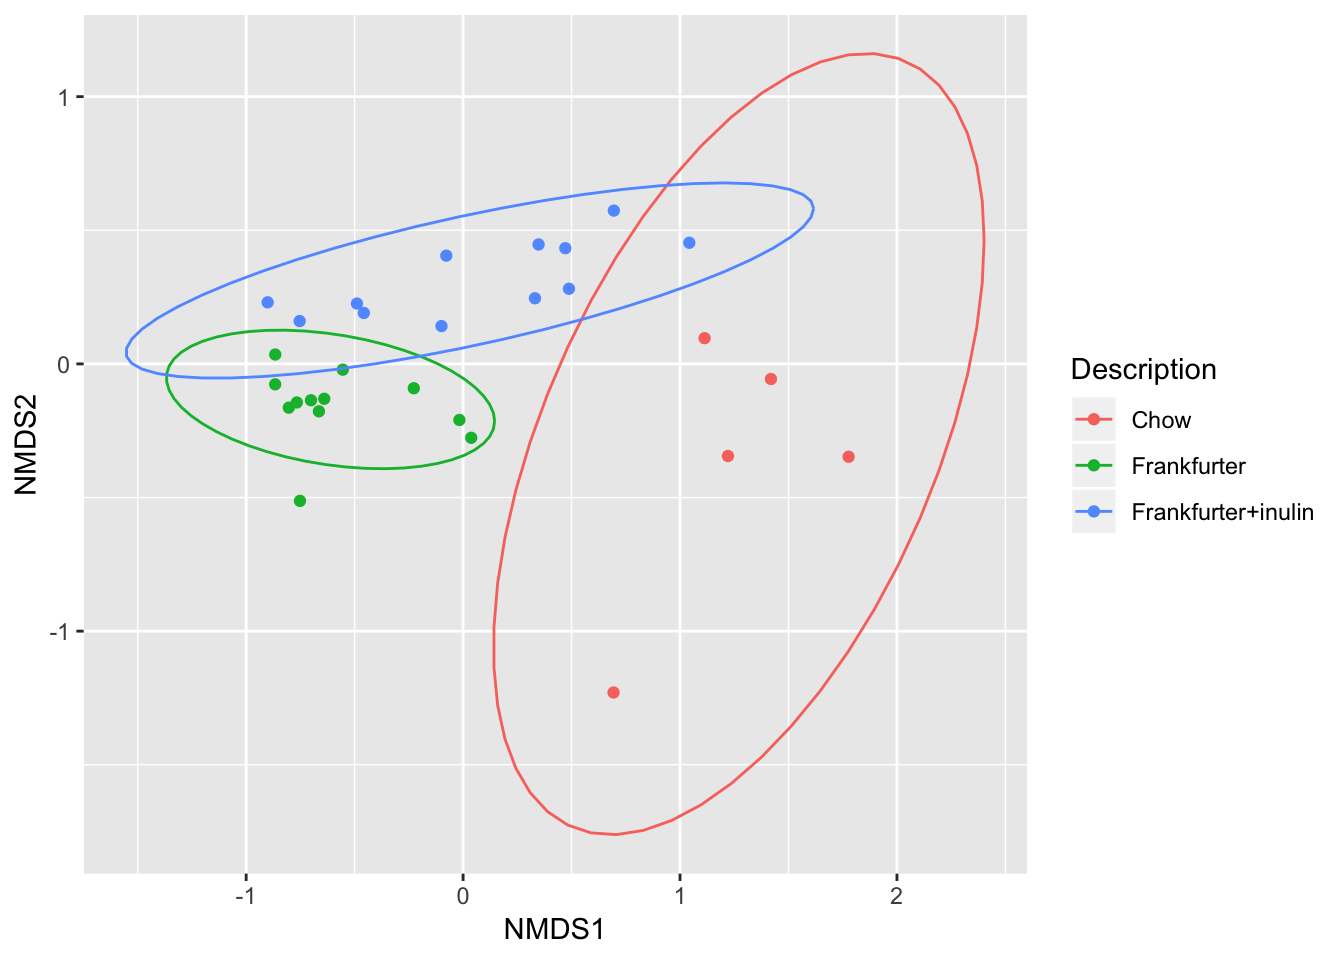 1
0
-1
NMDS2
-1
0
1
2
NMDS1
Description
Chow
Frankfurter
Frankfurter+inulin